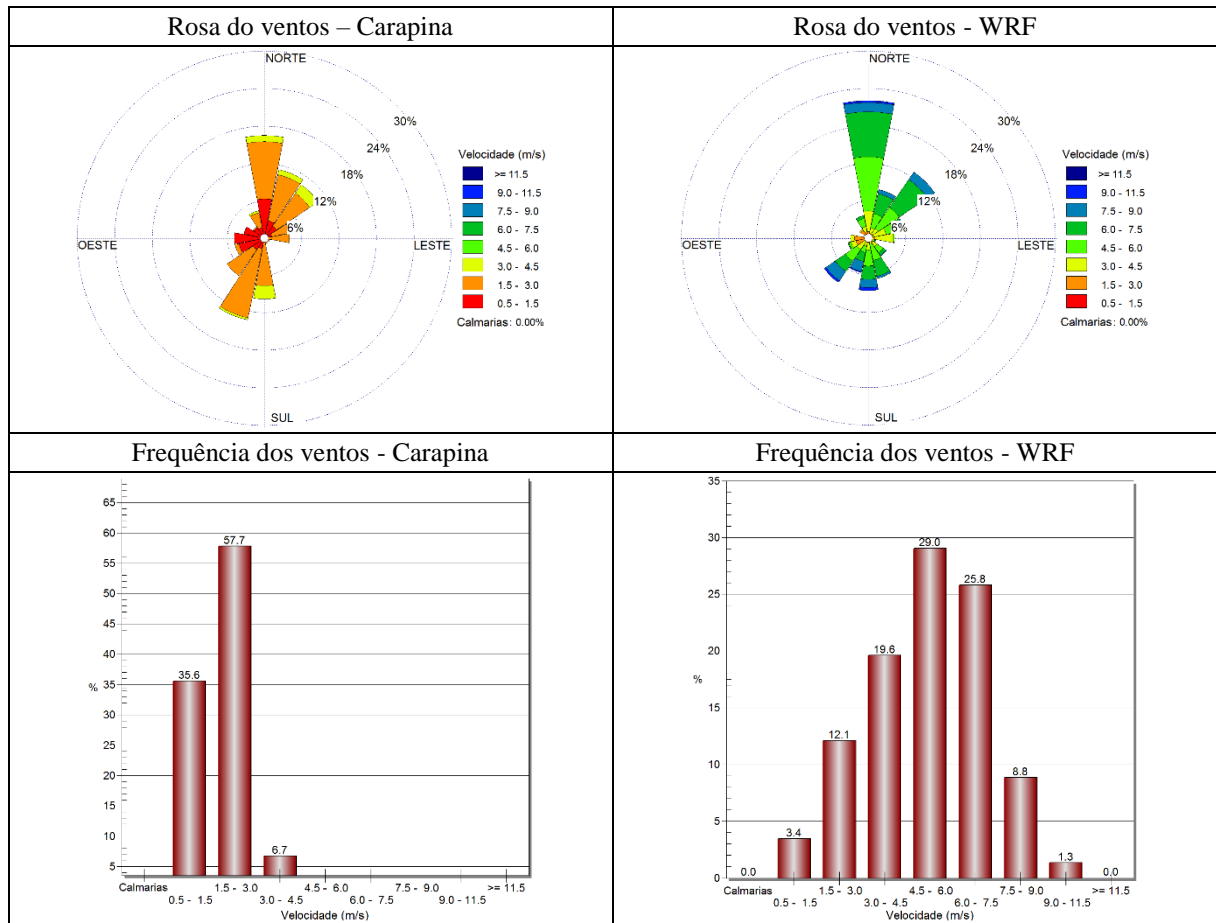 Rosa do ventos – Carapina
Rosa do ventos - WRF
NORTE
30%
24%
18%
12%
6%
OESTE
LESTE
SUL
Velocidade (m/s)
>= 11.5
9.0 - 11.5
7.5 - 9.0
6.0 - 7.5
4.5 - 6.0
3.0 - 4.5
1.5 - 3.0
0.5 - 1.5
Calmarias: 0.00%
NORTE
30%
24%
18%
12%
6%
OESTE
LESTE
SUL
Velocidade (m/s)
>= 11.5
9.0 - 11.5
7.5 - 9.0
6.0 - 7.5
4.5 - 6.0
3.0 - 4.5
1.5 - 3.0
0.5 - 1.5
Calmarias: 0.00%
Frequência dos ventos - Carapina
Frequência dos ventos - WRF
65
60
55
50
45
40
%
35
30
25
20
15
10
5
35.6
57.7
6.7
Calmarias
0.5 - 1.5
1.5 - 3.0
3.0 - 4.5
4.5 - 6.0
6.0 - 7.5
7.5 - 9.0
9.0 - 11.5
>= 11.5
Velocidade (m/s)
35
30
25
20
%
15
10
5
0
0.0
3.4
12.1
19.6
29.0
25.8
8.8
1.3
0.0
Calmarias
0.5 - 1.5
1.5 - 3.0
3.0 - 4.5
4.5 - 6.0
6.0 - 7.5
7.5 - 9.0
9.0 - 11.5
>= 11.5
Velocidade (m/s)